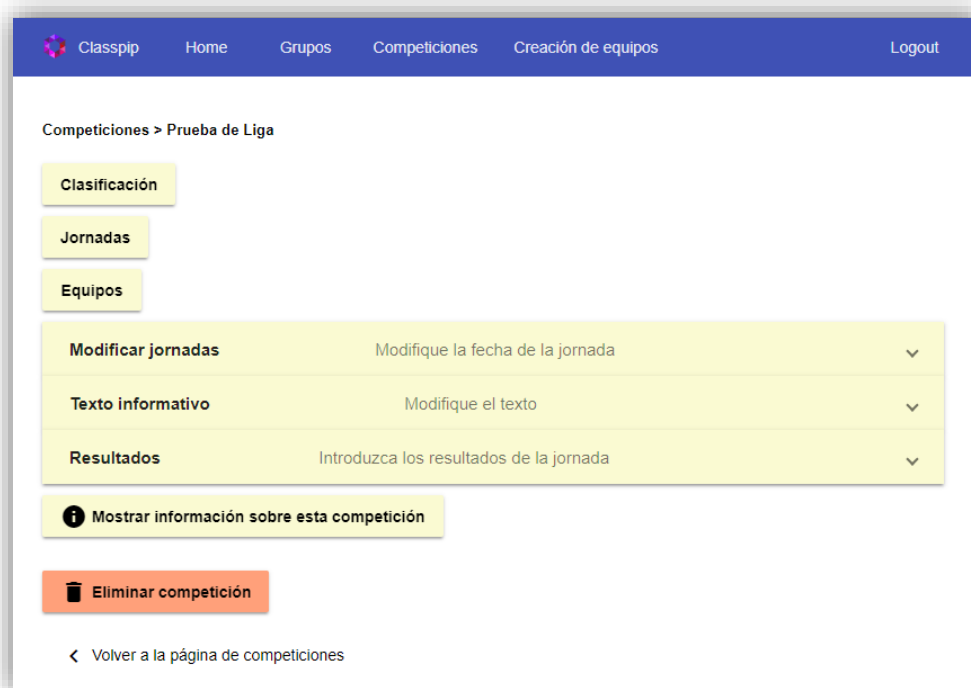 Classpip Home Grupos Competiciones Creación de equipos Logout
Competiciones > Prueba de Liga
Clasificación
Jornadas
Equipos
Modificar jornadas Modifique la fecha de la jornada
Texto informativo Modifique el texto
Resultados Introduzca los resultados de la jornada
Mostrar información sobre esta competición
Eliminar competición
Volver a la página de competiciones